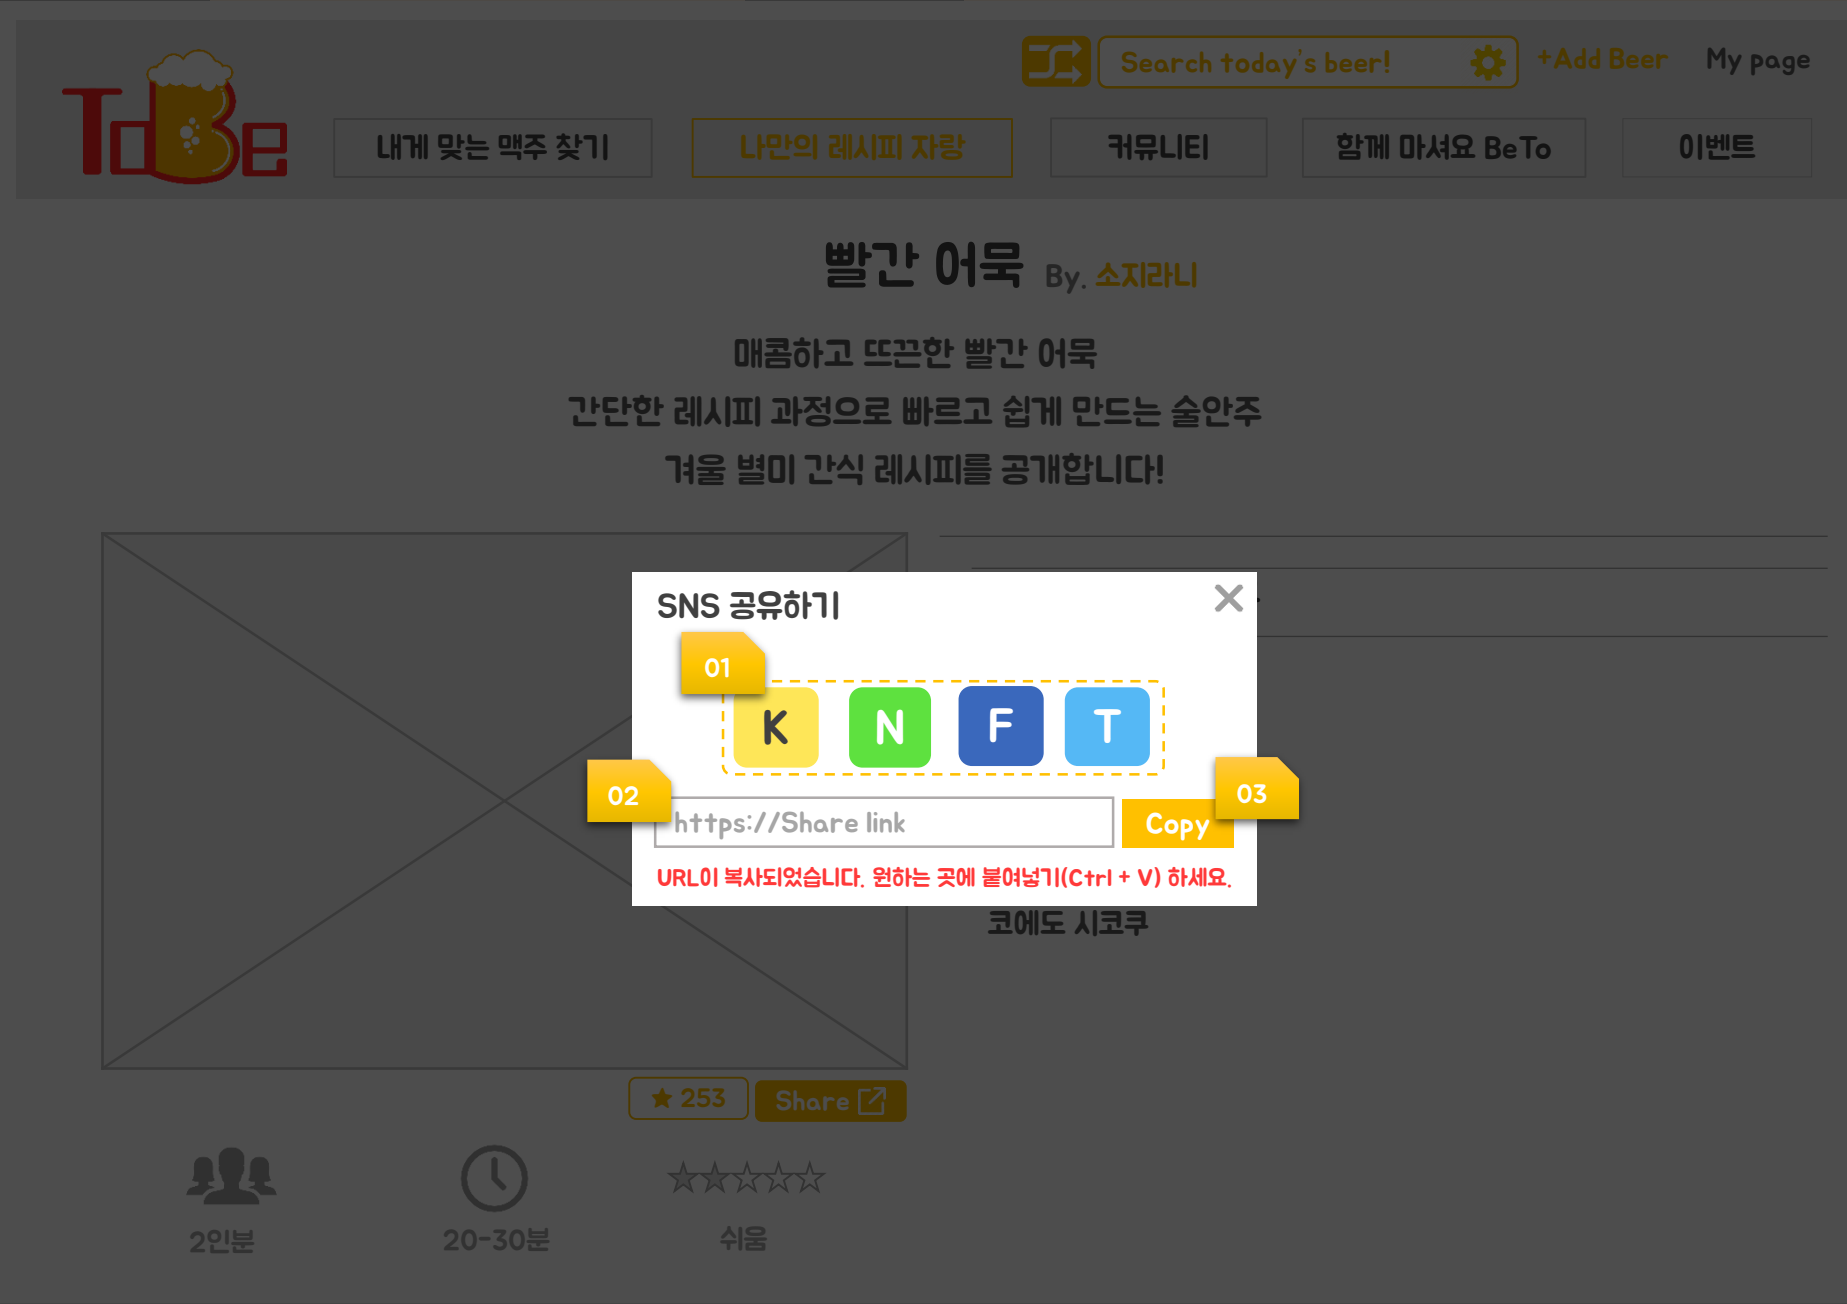 ToBe
Search today's beer!
+Add Beer
My page
내게 맞는 맥주 찾기
나만의 레시피 자랑
커뮤니티
함께 마셔요 BeTo
이벤트
빨간 어묵 By. 소지라니
매콤하고 뜨끈한 빨간 어묵
간단한 레시피 과정으로 빠르고 쉽게 만드는 술안주
겨울 별미 간식 레시피를 공개합니다!
SNS 공유하기
01
K N F T
02
03
https://Share link
Copy
URL이 복사되었습니다. 원하는 곳에 붙여넣기(Ctrl + V) 하세요.
코에도 시코쿠
253
Share
2인분
20-30분
쉬움